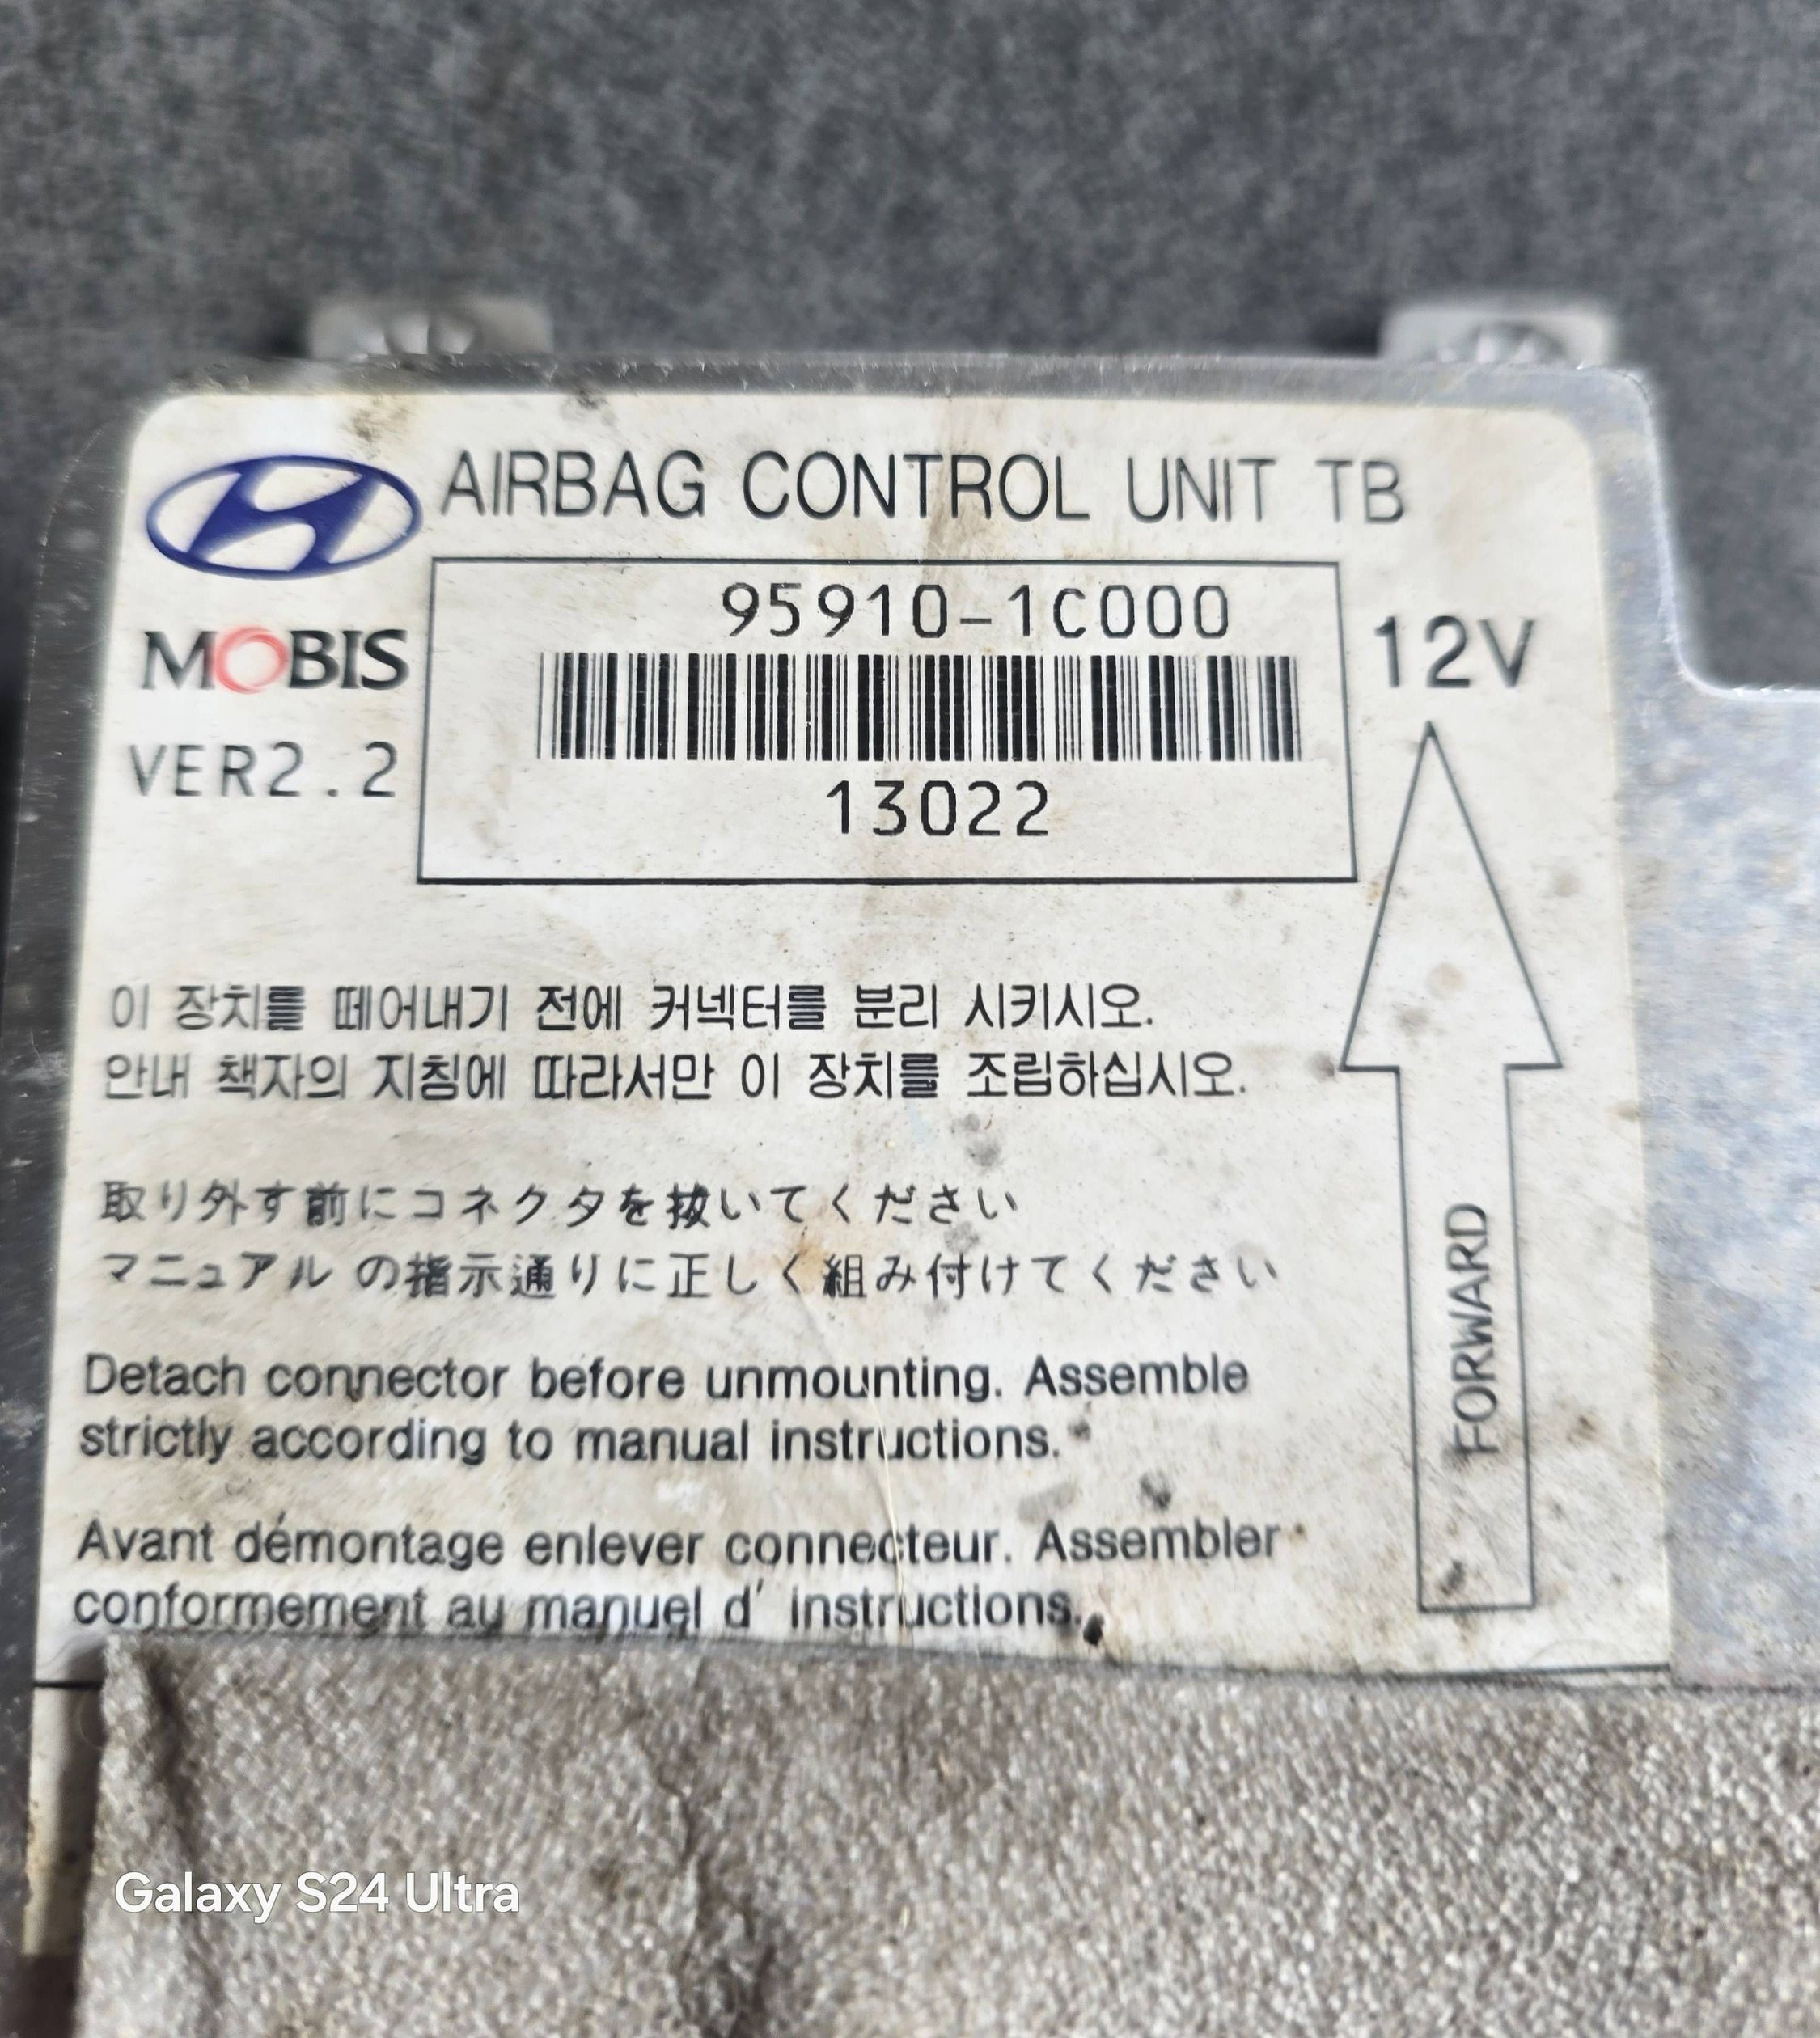 AIRBAG CONTROL UNIT TB
95910-1C000
12V
MOBIS
VER2.2
13022
이 장치를 떼어내기 전에 커넥터를 분리 시키시오.
안내 책자의 지침에 따라서만 이 장치를 조립하십시오.
取り外す前にコネクタを抜いてください
マニュアル の指示通りに正しく組み付けてください
FORWARD
Detach connector before unmounting. Assemble
strictly according to manual instructions.
Avant démontage enlever connecteur. Assembler
conformement au manuel d' instructions.
Galaxy S24 Ultra